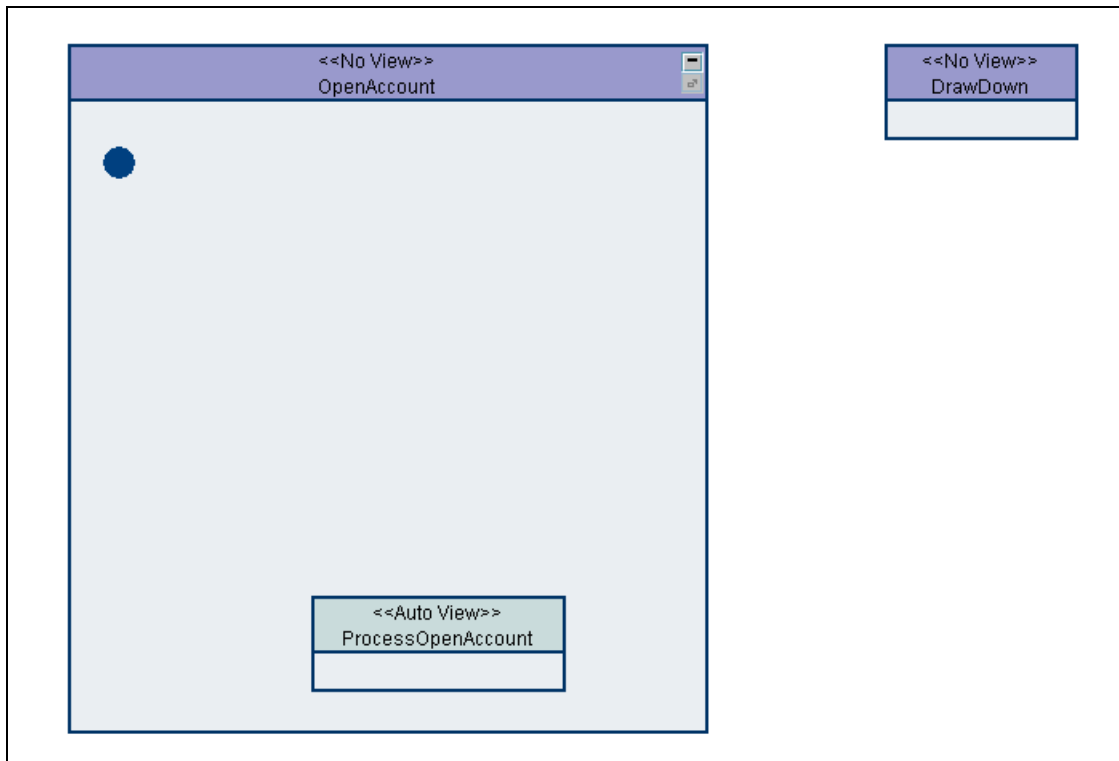 <<No View>>
OpenAccount
<<No View>>
DrawDown
<<Auto View>>
ProcessOpenAccount